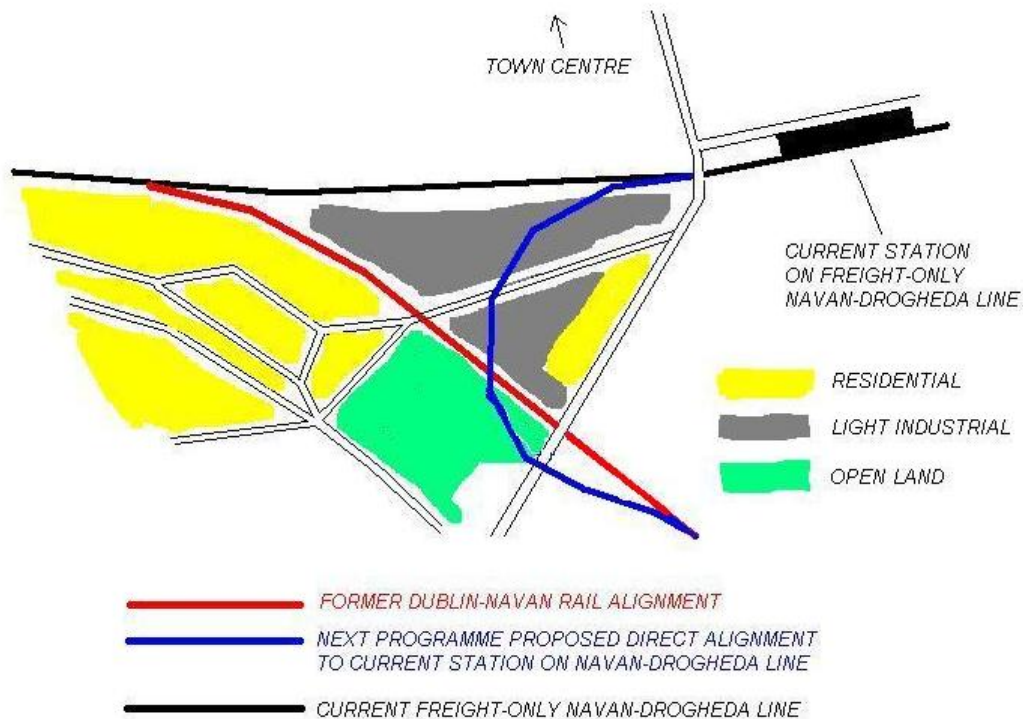 TOWN CENTRE
CURRENT STATION
ON FREIGHT-ONLY
NAVAN-DROGHEDA LINE
RESIDENTIAL
LIGHT INDUSTRIAL
OPEN LAND
FORMER DUBLIN-NAVAN RAIL ALIGNMENT
NEXT PROGRAMME PROPOSED DIRECT ALIGNMENT
TO CURRENT STATION ON NAVAN-DROGHEDA LINE
CURRENT FREIGHT-ONLY NAVAN-DROGHEDA LINE